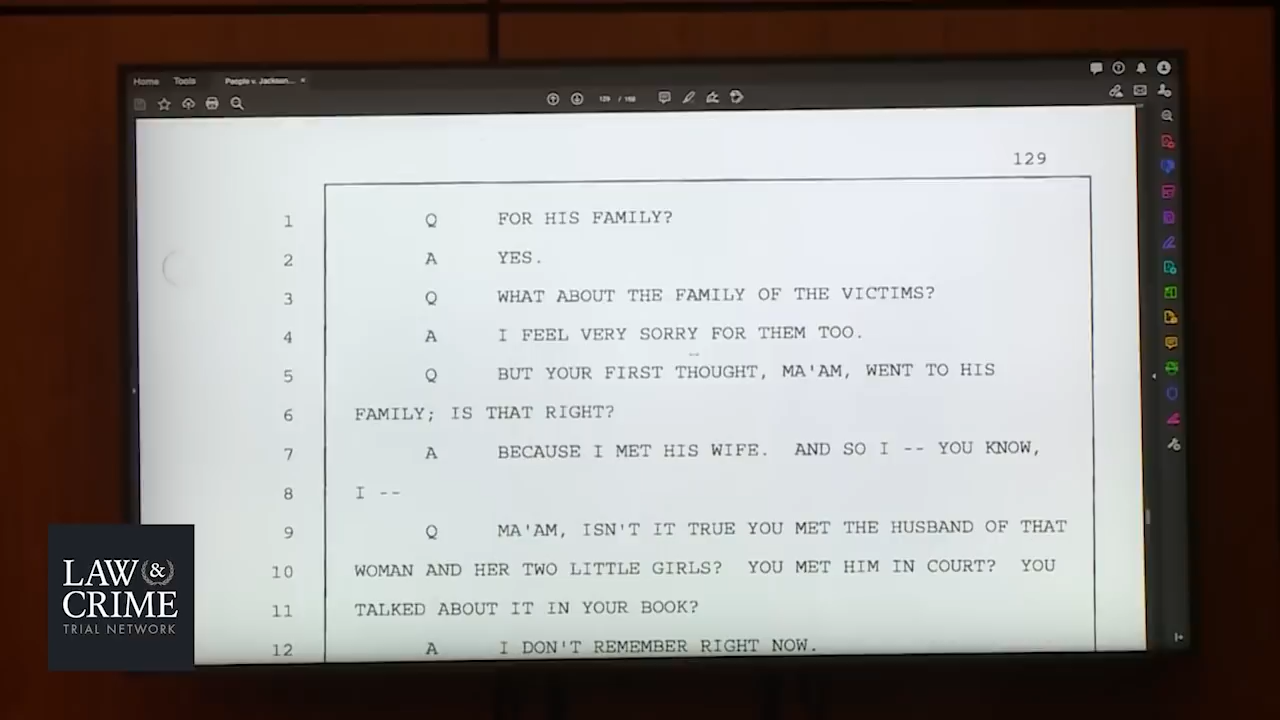 Home Tools People v. Jackson... ×
129 / 168
129
1 Q FOR HIS FAMILY?
2 A YES.
3 Q WHAT ABOUT THE FAMILY OF THE VICTIMS?
4 A I FEEL VERY SORRY FOR THEM TOO.
5 Q BUT YOUR FIRST THOUGHT, MA'AM, WENT TO HIS
6 FAMILY; IS THAT RIGHT?
7 A BECAUSE I MET HIS WIFE. AND SO I -- YOU KNOW,
8 I --
9 Q MA'AM, ISN'T IT TRUE YOU MET THE HUSBAND OF THAT
10 WOMAN AND HER TWO LITTLE GIRLS? YOU MET HIM IN COURT? YOU
11 TALKED ABOUT IT IN YOUR BOOK?
12 A I DON'T REMEMBER RIGHT NOW.
LAW &
CRIME
TRIAL NETWORK